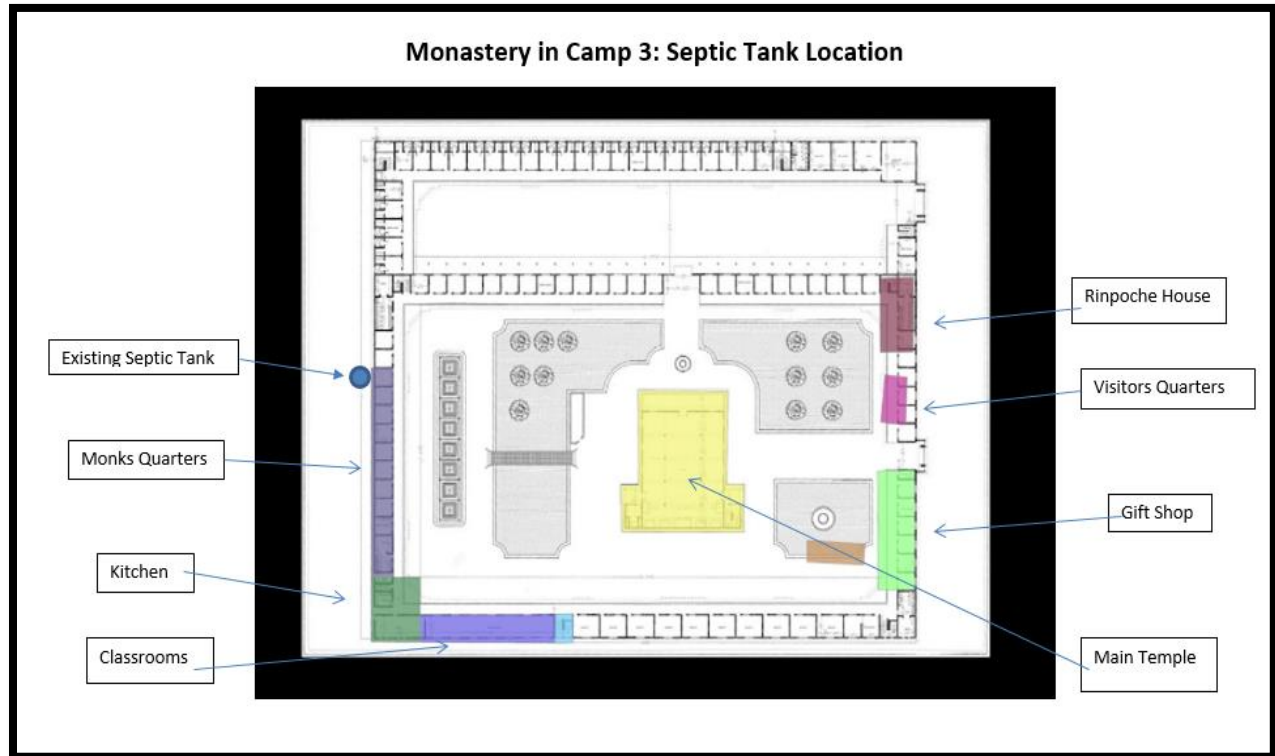 Monastery in Camp 3: Septic Tank Location
Existing Septic Tank
Monks Quarters
Kitchen
Classrooms
Rinpoche House
Visitors Quarters
Gift Shop
Main Temple